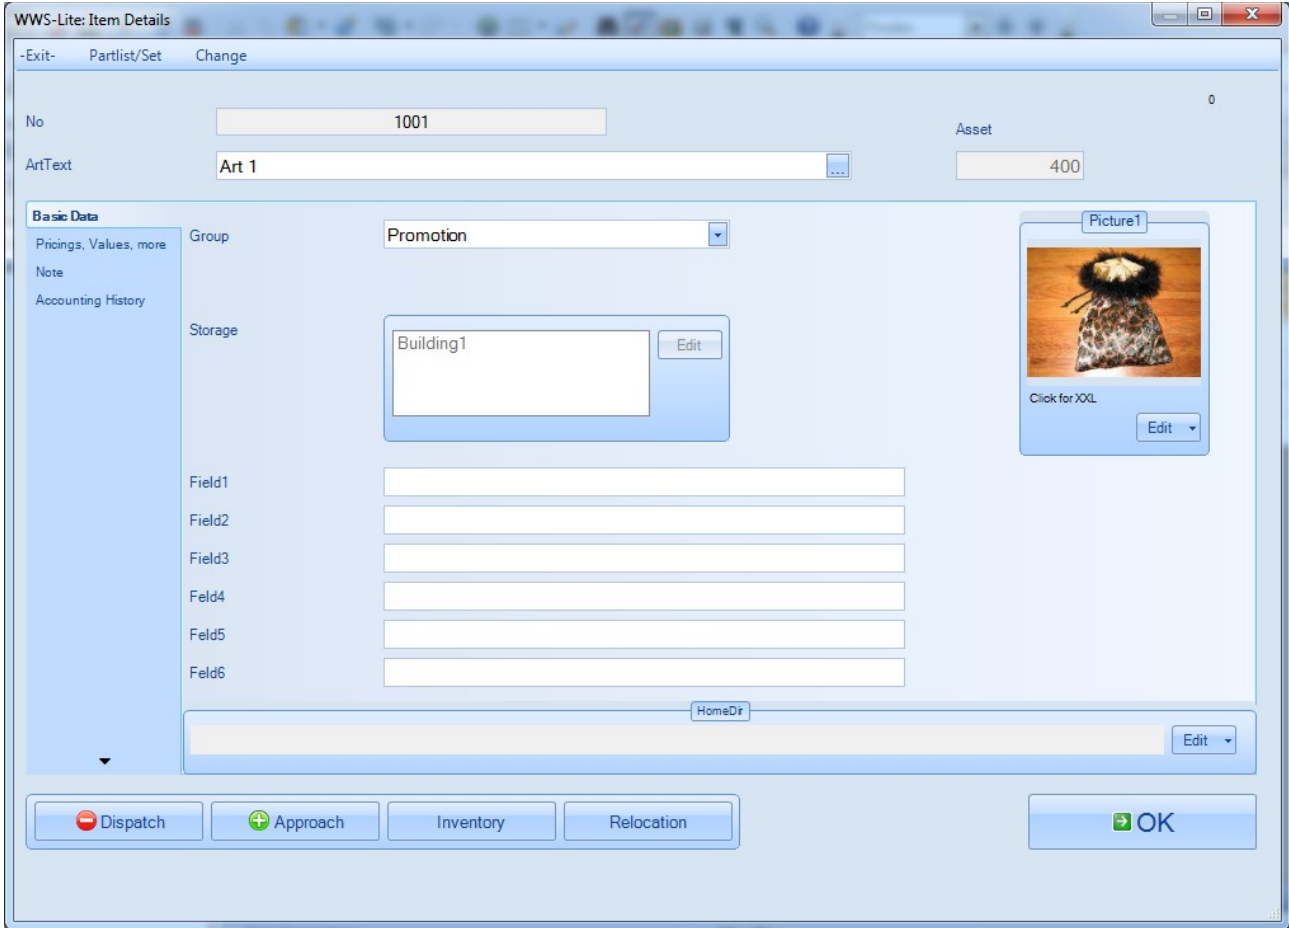 WWS-Lite: Item Details
-Exit- Partlist/Set Change
0
No 1001
Asset
ArtText Art 1 ... 400
Basic Data
Pricings, Values, more
Note
Accounting History
Group Promotion
Picture1
Storage Building1 Edit
Click for XXL
Edit
Field1
Field2
Field3
Feld4
Feld5
Feld6
HomeDir
Edit
Dispatch Approach Inventory Relocation OK